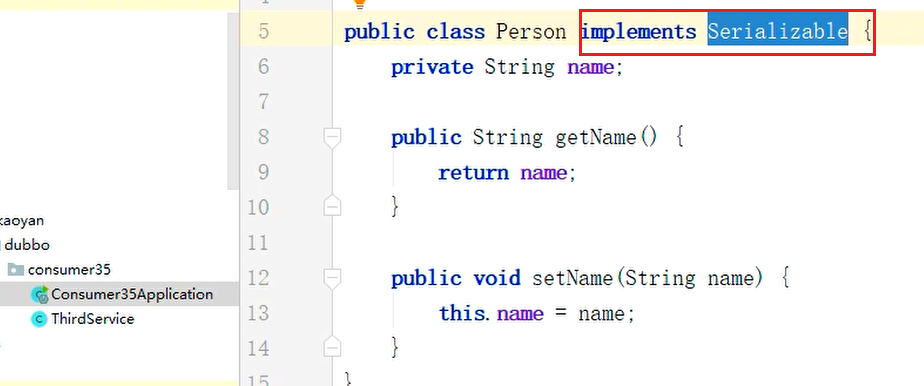 5 public class Person implements Serializable {
6 private String name;
7
8 public String getName() {
9 return name;
10 }
11
12 public void setName(String name) {
13 this.name = name;
14 }
15 }
kaoyan
dubbo
consumer35
Consumer35Application
ThirdService